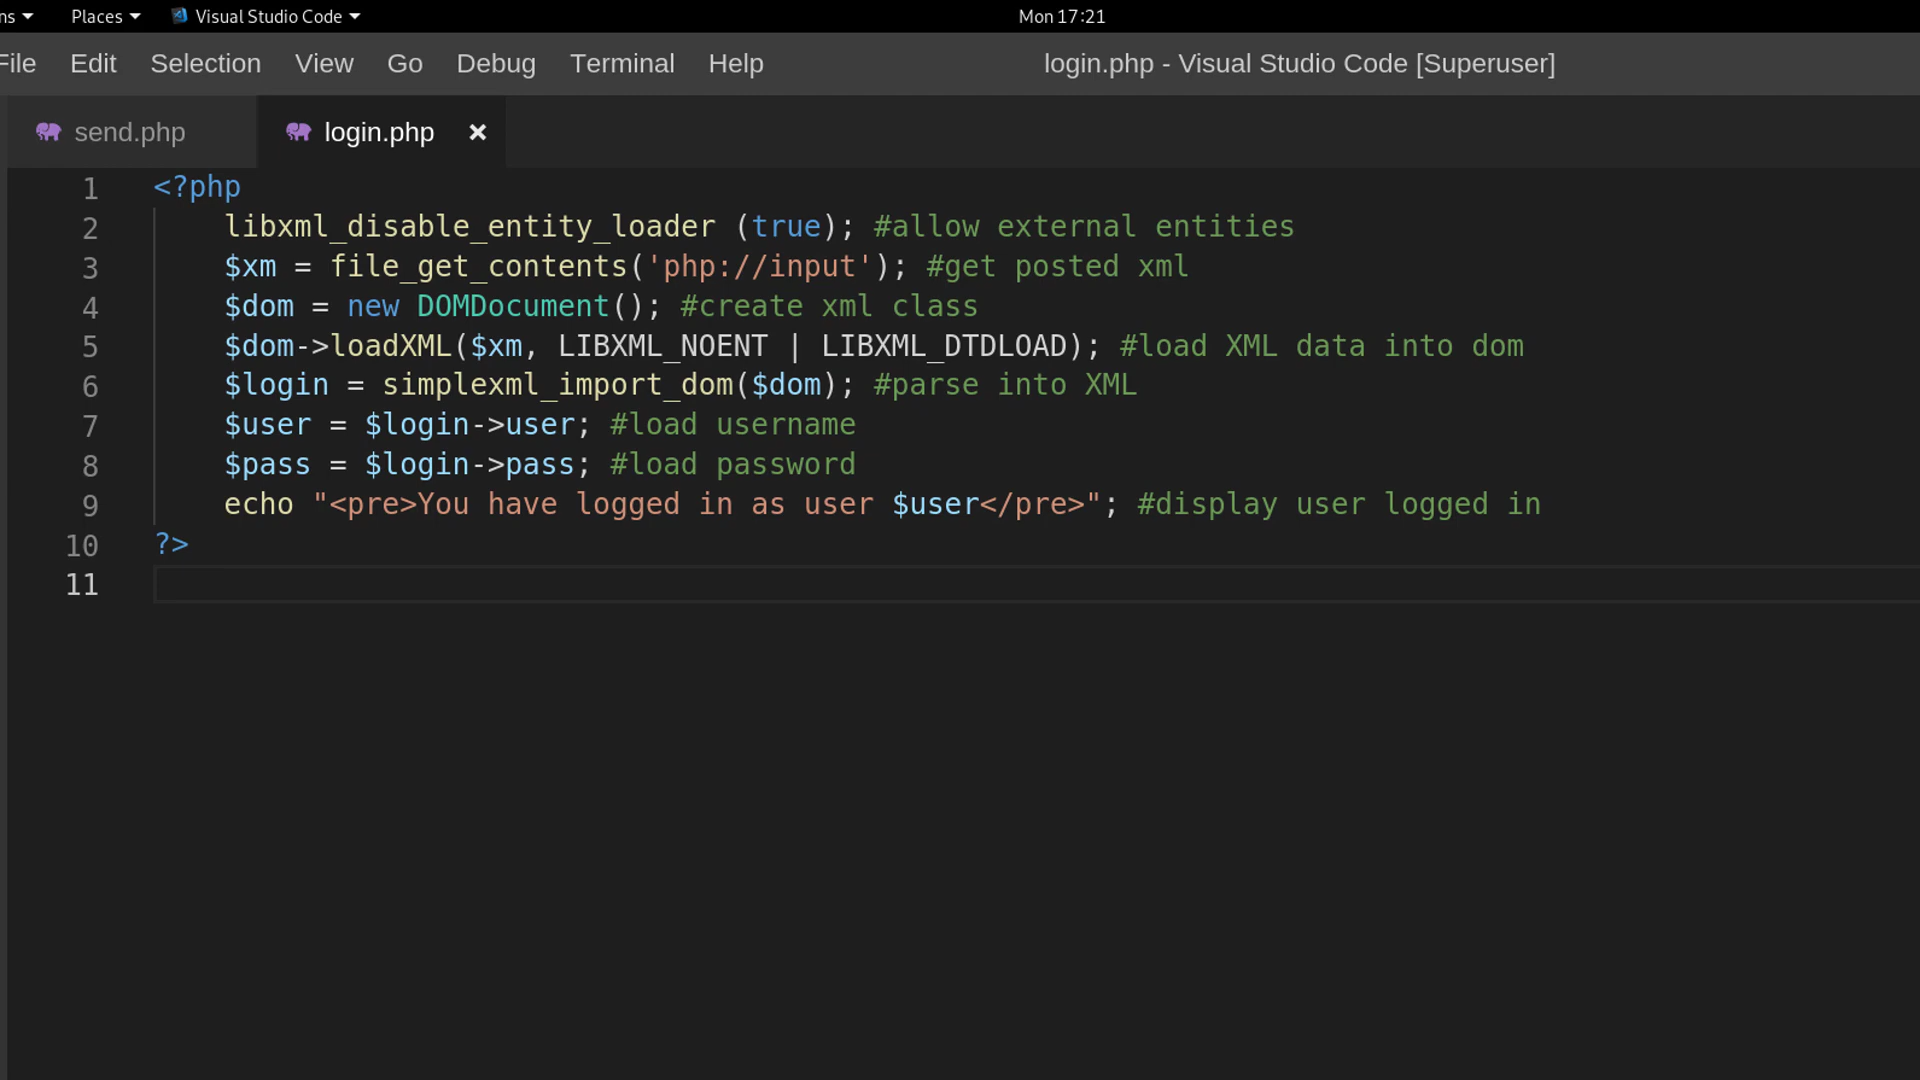 ns Places Visual Studio Code Mon 17:21
File Edit Selection View Go Debug Terminal Help login.php - Visual Studio Code [Superuser]
send.php login.php
1 <?php
2 libxml_disable_entity_loader (true); #allow external entities
3 $xm = file_get_contents('php://input'); #get posted xml
4 $dom = new DOMDocument(); #create xml class
5 $dom->loadXML($xm, LIBXML_NOENT | LIBXML_DTDLOAD); #load XML data into dom
6 $login = simplexml_import_dom($dom); #parse into XML
7 $user = $login->user; #load username
8 $pass = $login->pass; #load password
9 echo "<pre>You have logged in as user $user</pre>"; #display user logged in
10 ?>
11